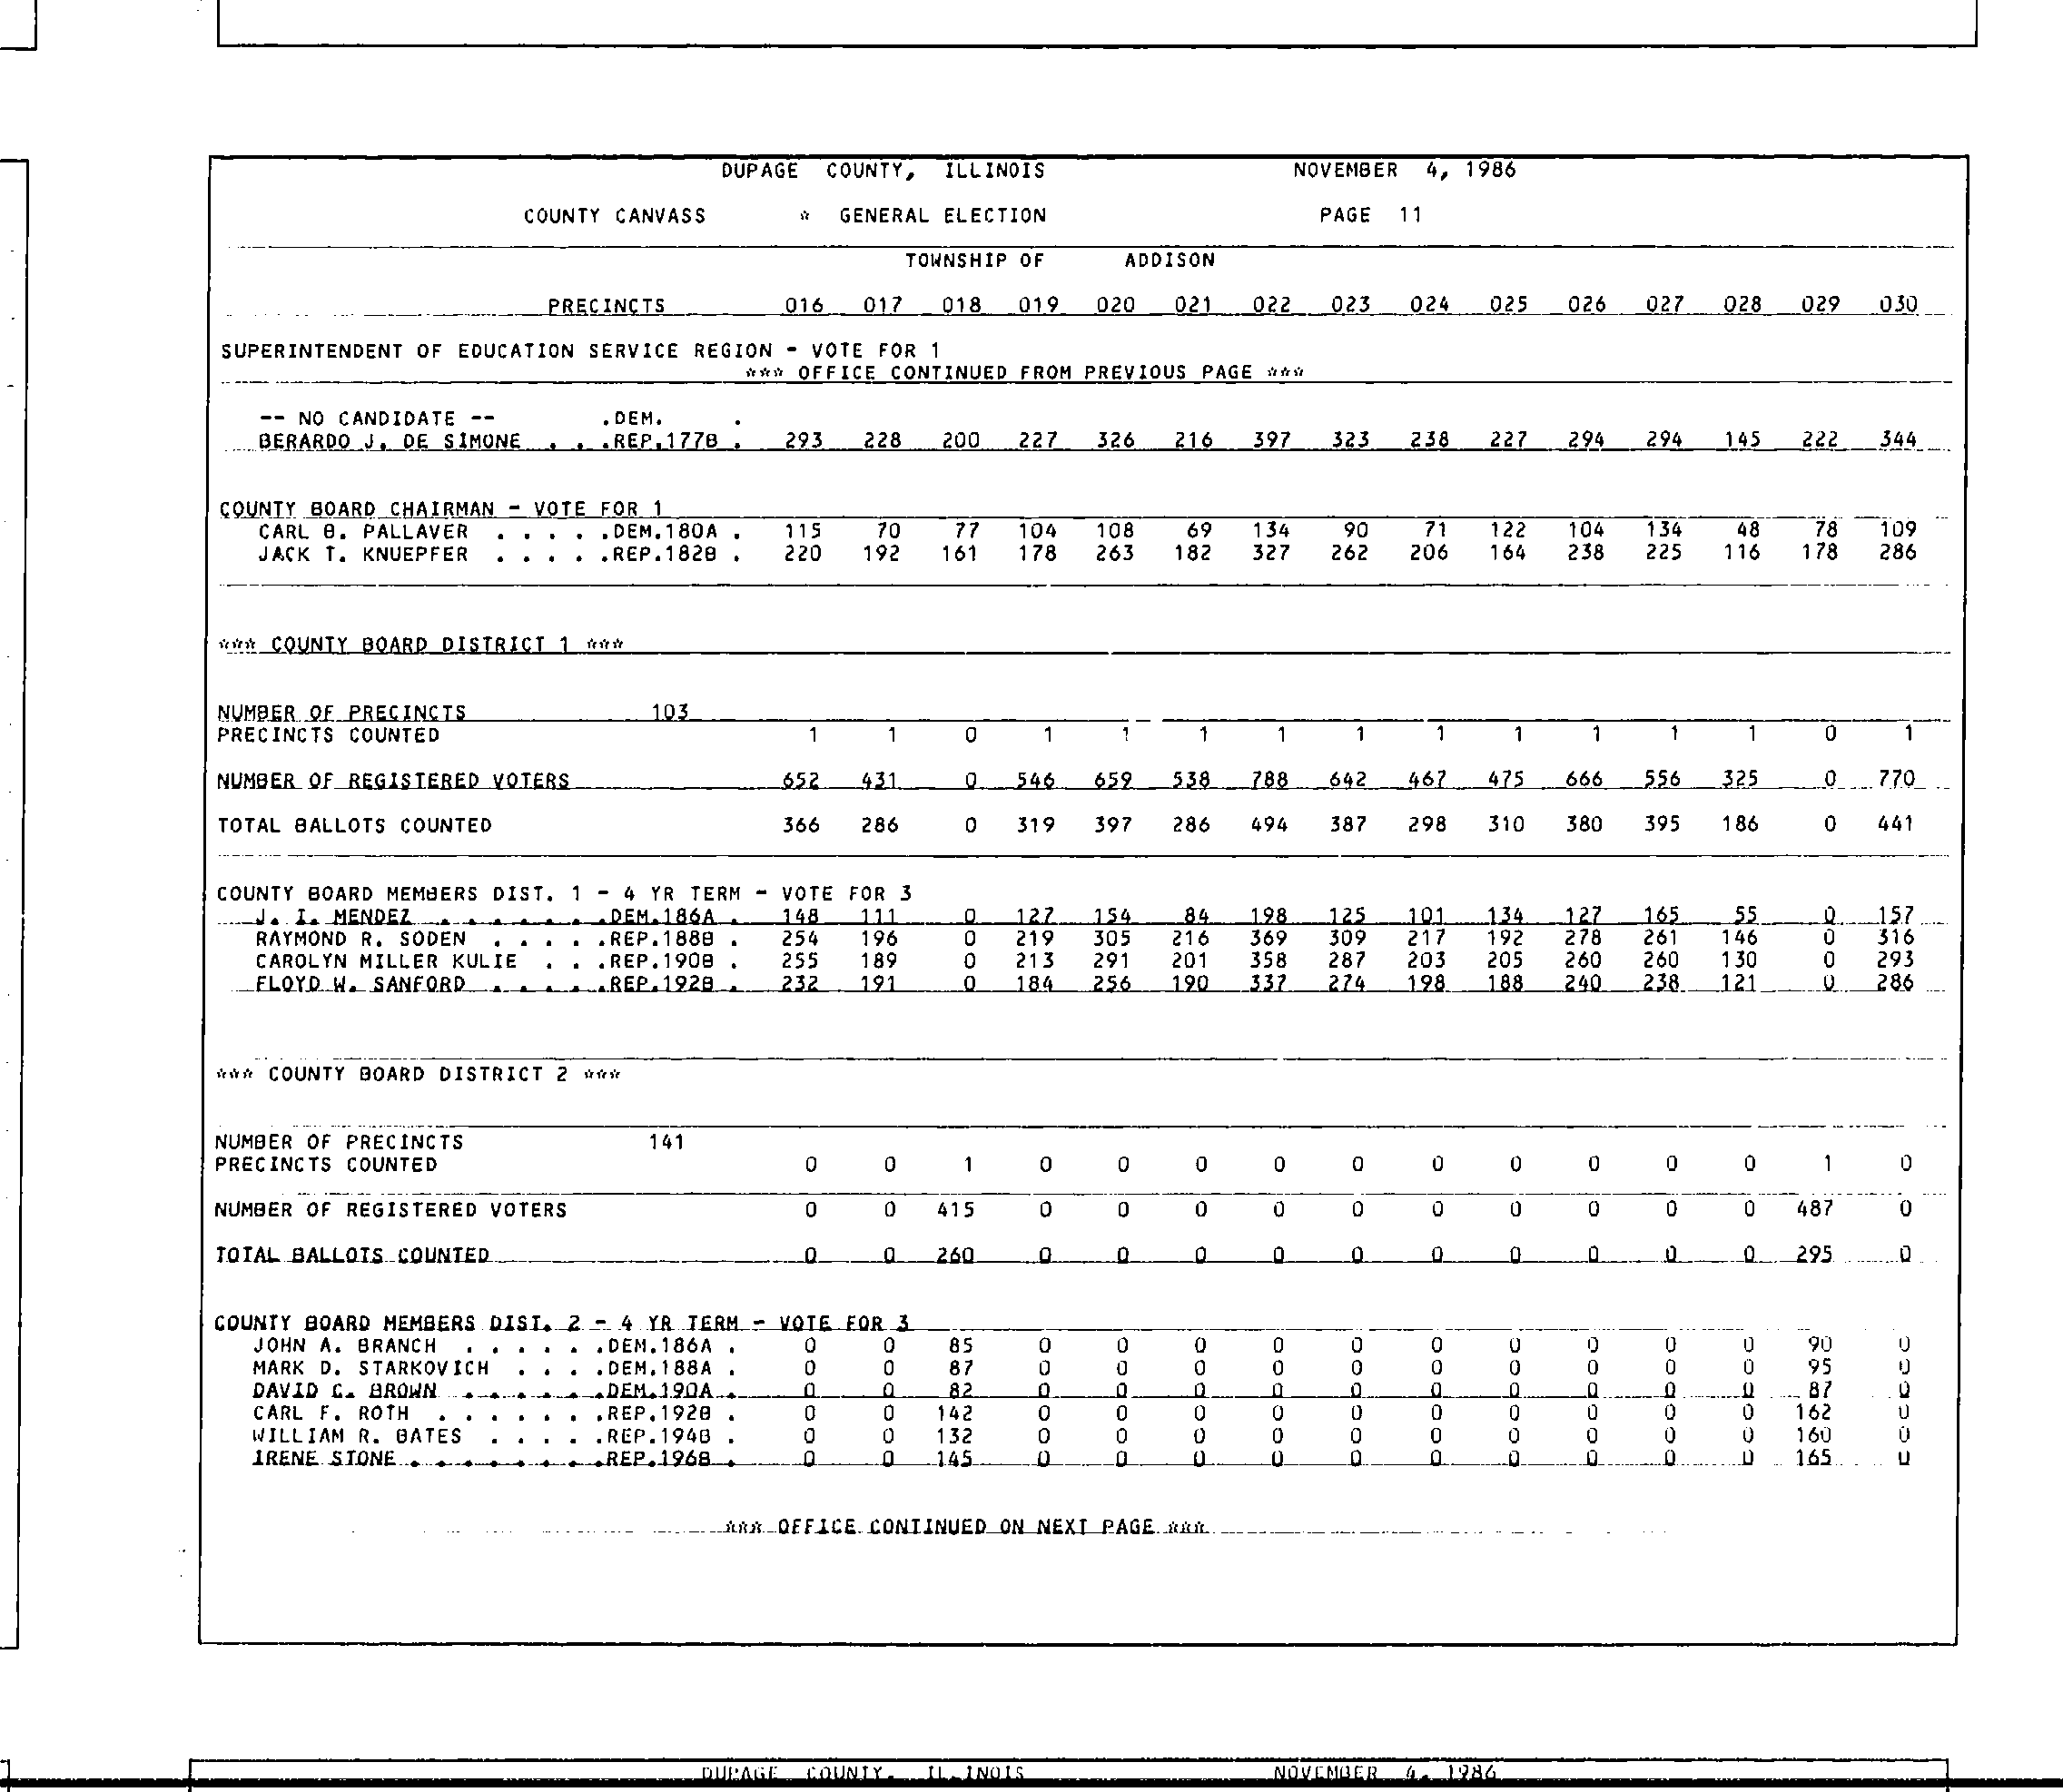 DUPAGE COUNTY, ILLINOIS NOVEMBER 4, 1986
COUNTY CANVASS * GENERAL ELECTION PAGE 11
TOWNSHIP OF ADDISON
PRECINCTS 016 017 018 019 020 021 022 023 024 025 026 027 028 029 030
SUPERINTENDENT OF EDUCATION SERVICE REGION - VOTE FOR 1
*** OFFICE CONTINUED FROM PREVIOUS PAGE ***
-- NO CANDIDATE -- .DEM. .
BERARDO J. DE SIMONE . . .REP.177B . 293 228 200 227 326 216 397 323 238 227 294 294 145 222 344
COUNTY BOARD CHAIRMAN - VOTE FOR 1
CARL B. PALLAVER . . . . .DEM.180A . 115 70 77 104 108 69 134 90 71 122 104 134 48 78 109
JACK T. KNUEPFER . . . . .REP.182B . 220 192 161 178 263 182 327 262 206 164 238 225 116 178 286
*** COUNTY BOARD DISTRICT 1 ***
NUMBER OF PRECINCTS 103
PRECINCTS COUNTED 1 1 0 1 1 1 1 1 1 1 1 1 1 0 1
NUMBER OF REGISTERED VOTERS 652 431 0 546 659 538 788 642 467 475 666 556 325 0 770
TOTAL BALLOTS COUNTED 366 286 0 319 397 286 494 387 298 310 380 395 186 0 441
COUNTY BOARD MEMBERS DIST. 1 - 4 YR TERM - VOTE FOR 3
J. I. MENDEZ . . . . . . .DEM.186A . 148 111 0 127 154 84 198 125 101 134 127 165 55 0 157
RAYMOND R. SODEN . . . . .REP.188B . 254 196 0 219 305 216 369 309 217 192 278 261 146 0 316
CAROLYN MILLER KULIE . . .REP.190B . 255 189 0 213 291 201 358 287 203 205 260 260 130 0 293
FLOYD W. SANFORD . . . . .REP.192B . 232 191 0 184 256 190 337 274 198 188 240 238 121 0 286
*** COUNTY BOARD DISTRICT 2 ***
NUMBER OF PRECINCTS 141
PRECINCTS COUNTED 0 0 1 0 0 0 0 0 0 0 0 0 0 1 0
NUMBER OF REGISTERED VOTERS 0 0 415 0 0 0 0 0 0 0 0 0 0 487 0
TOTAL BALLOTS COUNTED 0 0 260 0 0 0 0 0 0 0 0 0 0 295 0
COUNTY BOARD MEMBERS DIST. 2 - 4 YR TERM - VOTE FOR 3
JOHN A. BRANCH . . . . . .DEM.186A . 0 0 85 0 0 0 0 0 0 0 0 0 0 90 0
MARK D. STARKOVICH . . . .DEM.188A . 0 0 87 0 0 0 0 0 0 0 0 0 0 95 0
DAVID C. BROWN . . . . . .DEM.190A . 0 0 82 0 0 0 0 0 0 0 0 0 0 87 0
CARL F. ROTH . . . . . . .REP.192B . 0 0 142 0 0 0 0 0 0 0 0 0 0 162 0
WILLIAM R. BATES . . . . .REP.194B . 0 0 132 0 0 0 0 0 0 0 0 0 0 160 0
IRENE STONE . . . . . . . .REP.196B . 0 0 145 0 0 0 0 0 0 0 0 0 0 165 0
*** OFFICE CONTINUED ON NEXT PAGE ***
DUPAGE COUNTY, ILLINOIS NOVEMBER 4, 1986